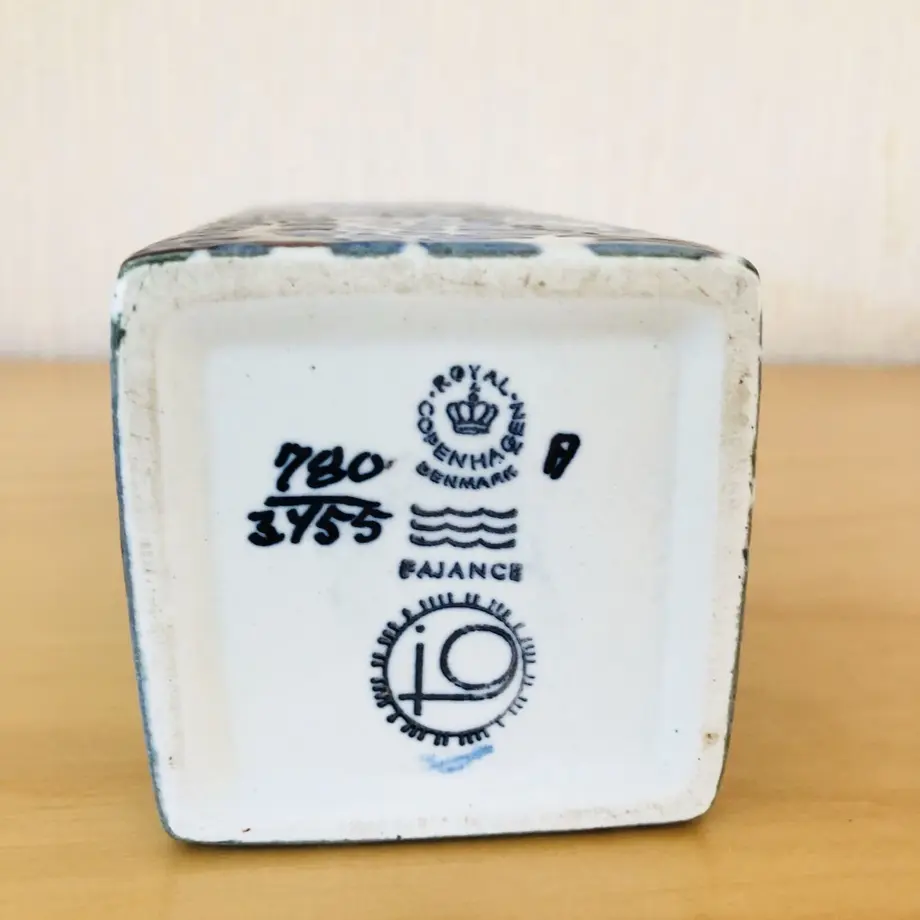 ROYAL
COPENHAGEN
DENMARK
780
3455
FAJANCE